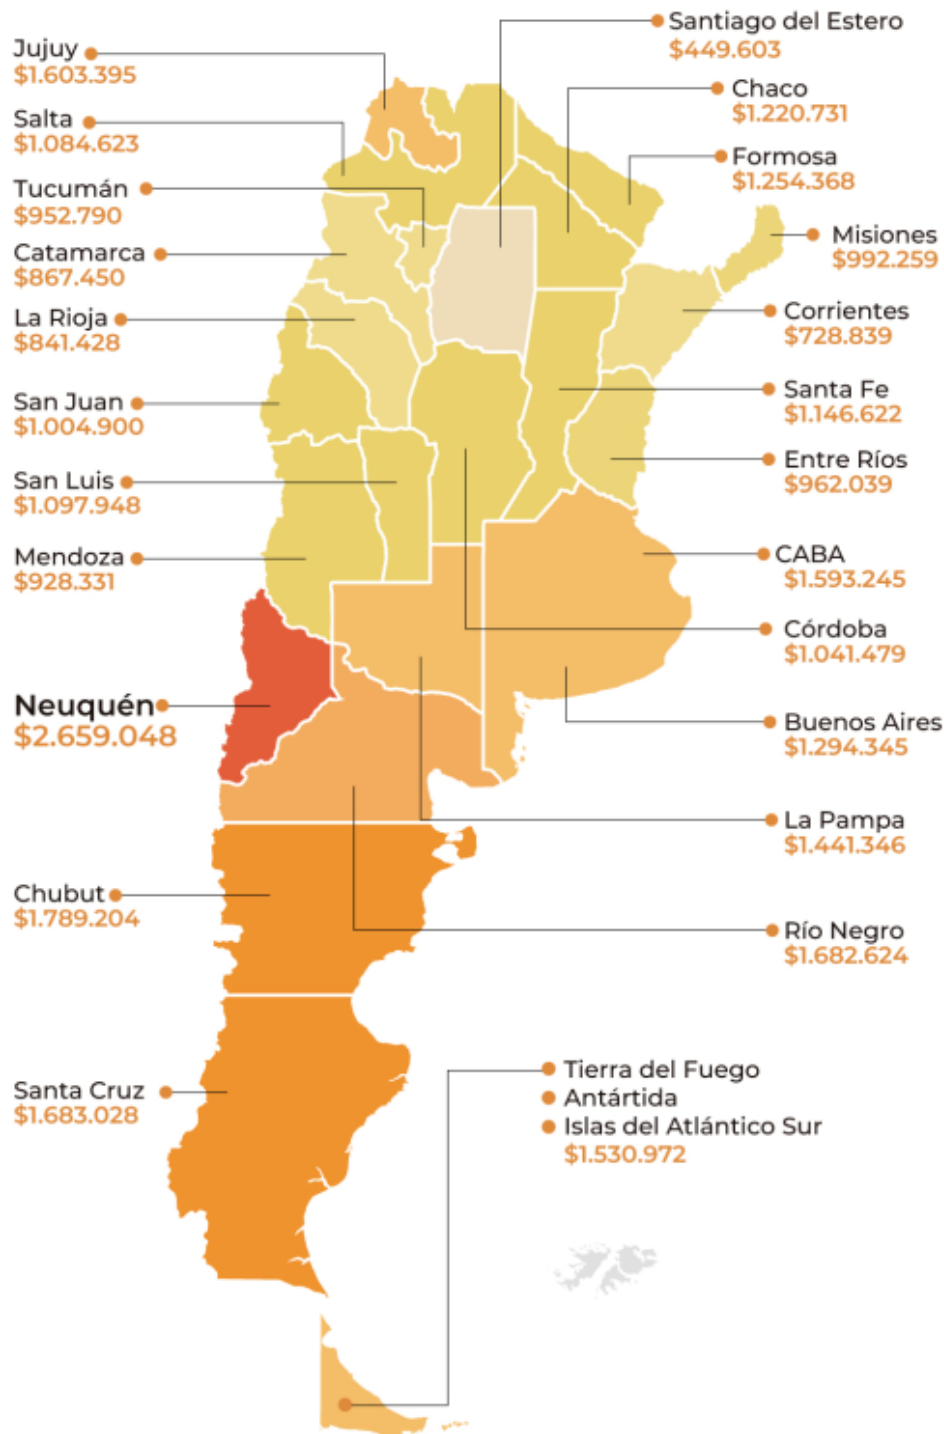 Jujuy
$1.603.395
Salta
$1.084.623
Tucumán
$952.790
Catamarca
$867.450
La Rioja
$841.428
San Juan
$1.004.900
San Luis
$1.097.948
Mendoza
$928.331
Neuquén
$2.659.048
Chubut
$1.789.204
Santa Cruz
$1.683.028
Santiago del Estero
$449.603
Chaco
$1.220.731
Formosa
$1.254.368
Misiones
$992.259
Corrientes
$728.839
Santa Fe
$1.146.622
Entre Ríos
$962.039
CABA
$1.593.245
Córdoba
$1.041.479
Buenos Aires
$1.294.345
La Pampa
$1.441.346
Río Negro
$1.682.624
Tierra del Fuego
Antártida
Islas del Atlántico Sur
$1.530.972